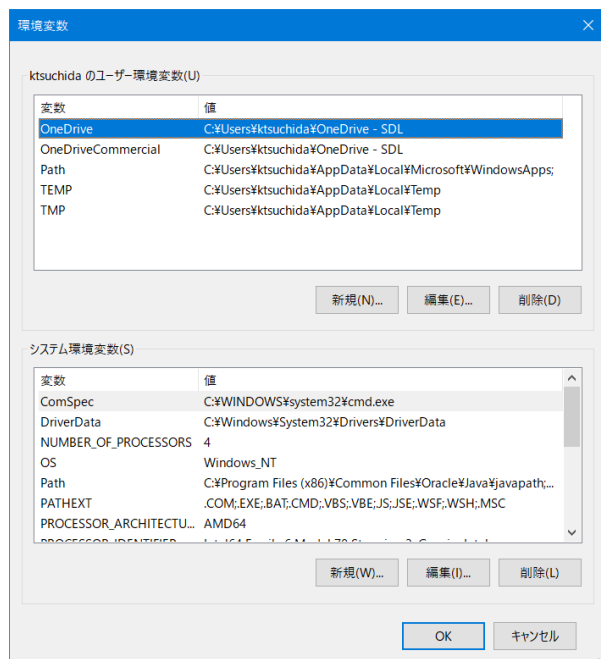 環境変数
ktsuchida のユーザー環境変数(U)
変数 値
OneDrive C:¥Users¥ktsuchida¥OneDrive - SDL
OneDriveCommercial C:¥Users¥ktsuchida¥OneDrive - SDL
Path C:¥Users¥ktsuchida¥AppData¥Local¥Microsoft¥WindowsApps;
TEMP C:¥Users¥ktsuchida¥AppData¥Local¥Temp
TMP C:¥Users¥ktsuchida¥AppData¥Local¥Temp
新規(N)... 編集(E)... 削除(D)
システム環境変数(S)
変数 値
ComSpec C:¥WINDOWS¥system32¥cmd.exe
DriverData C:¥Windows¥System32¥Drivers¥DriverData
NUMBER_OF_PROCESSORS 4
OS Windows_NT
Path C:¥Program Files (x86)¥Common Files¥Oracle¥Java¥javapath;...
PATHEXT .COM;.EXE;.BAT;.CMD;.VBS;.VBE;.JS;.JSE;.WSF;.WSH;.MSC
PROCESSOR_ARCHITECTU... AMD64
新規(W)... 編集(I)... 削除(L)
OK キャンセル